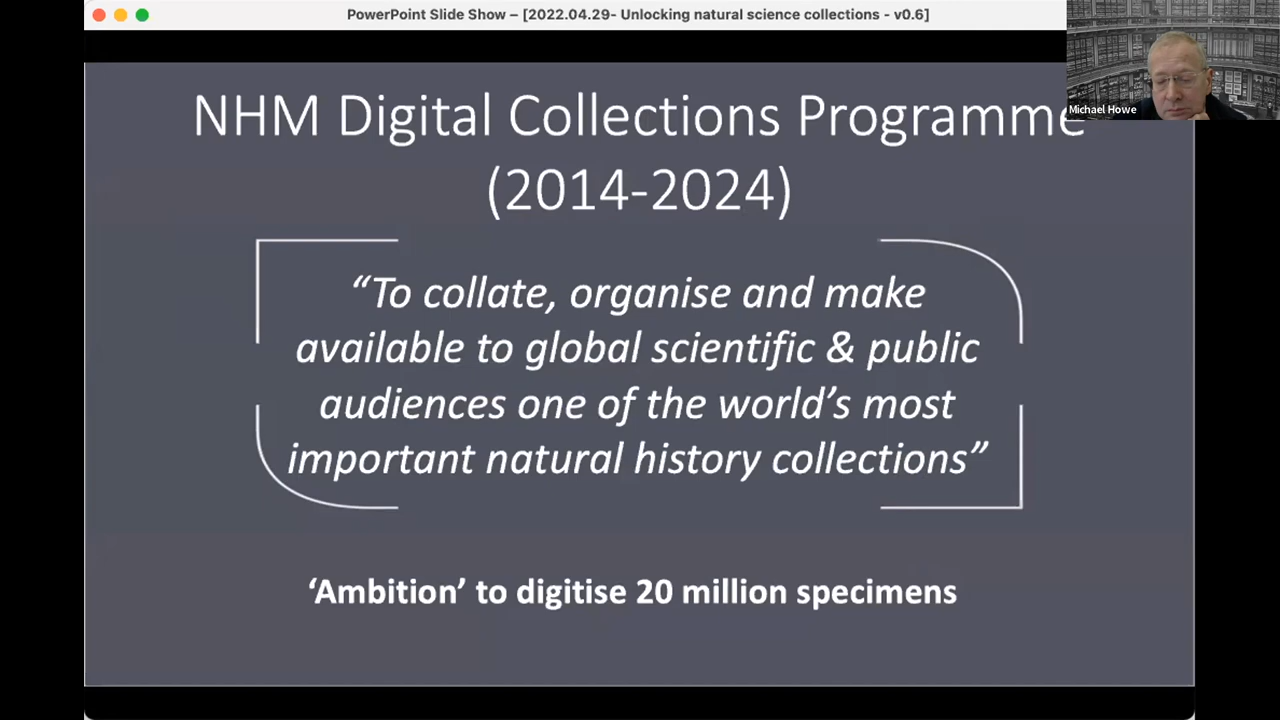 PowerPoint Slide Show – [2022.04.29- Unlocking natural science collections - v0.6]
Michael Howe
NHM Digital Collections Programme
(2014-2024)
“To collate, organise and make
available to global scientific & public
audiences one of the world’s most
important natural history collections”
‘Ambition’ to digitise 20 million specimens